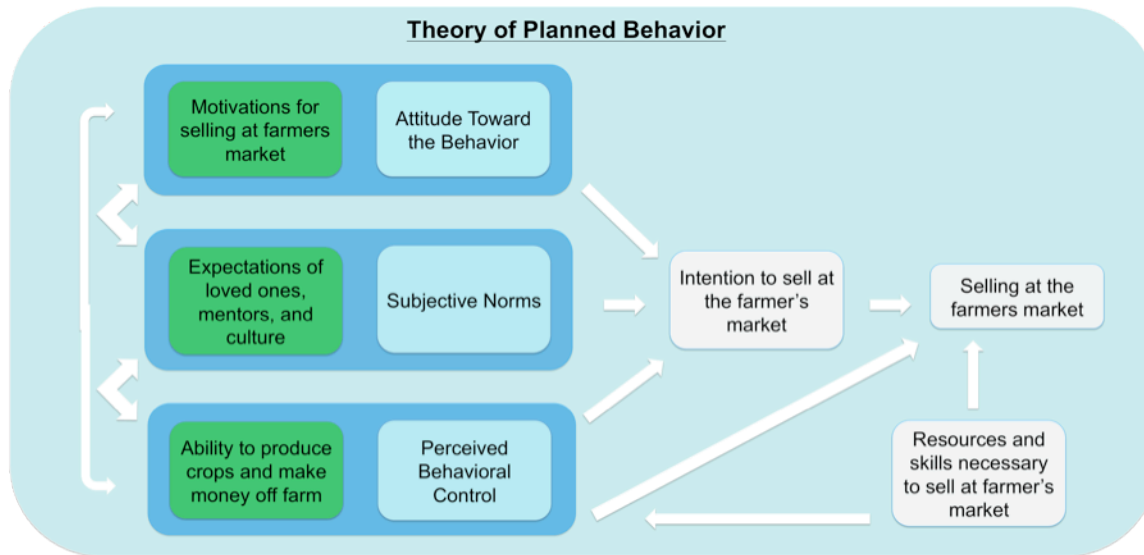 Theory of Planned Behavior
Motivations for
selling at farmers
market
Attitude Toward
the Behavior
Expectations of
loved ones,
mentors, and
culture
Subjective Norms
Intention to sell at
the farmer's
market
Selling at the
farmers market
Ability to produce
crops and make
money off farm
Perceived
Behavioral
Control
Resources and
skills necessary
to sell at farmer's
market